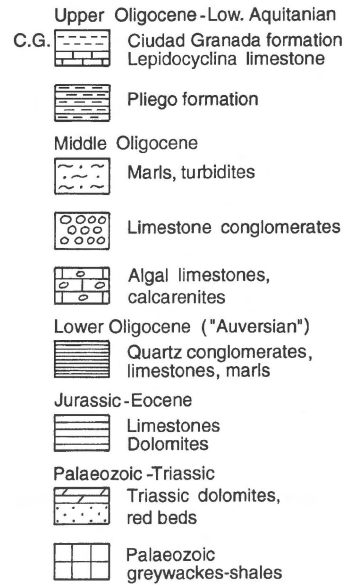 Upper Oligocene-Low. Aquitanian
C.G. Ciudad Granada formation
Lepidocyclina limestone
Pliego formation
Middle Oligocene
Marls, turbidites
Limestone conglomerates
Algal limestones,
calcarenites
Lower Oligocene ("Auversian")
Quartz conglomerates,
limestones, marls
Jurassic-Eocene
Limestones
Dolomites
Palaeozoic-Triassic
Triassic dolomites,
red beds
Palaeozoic
greywackes-shales